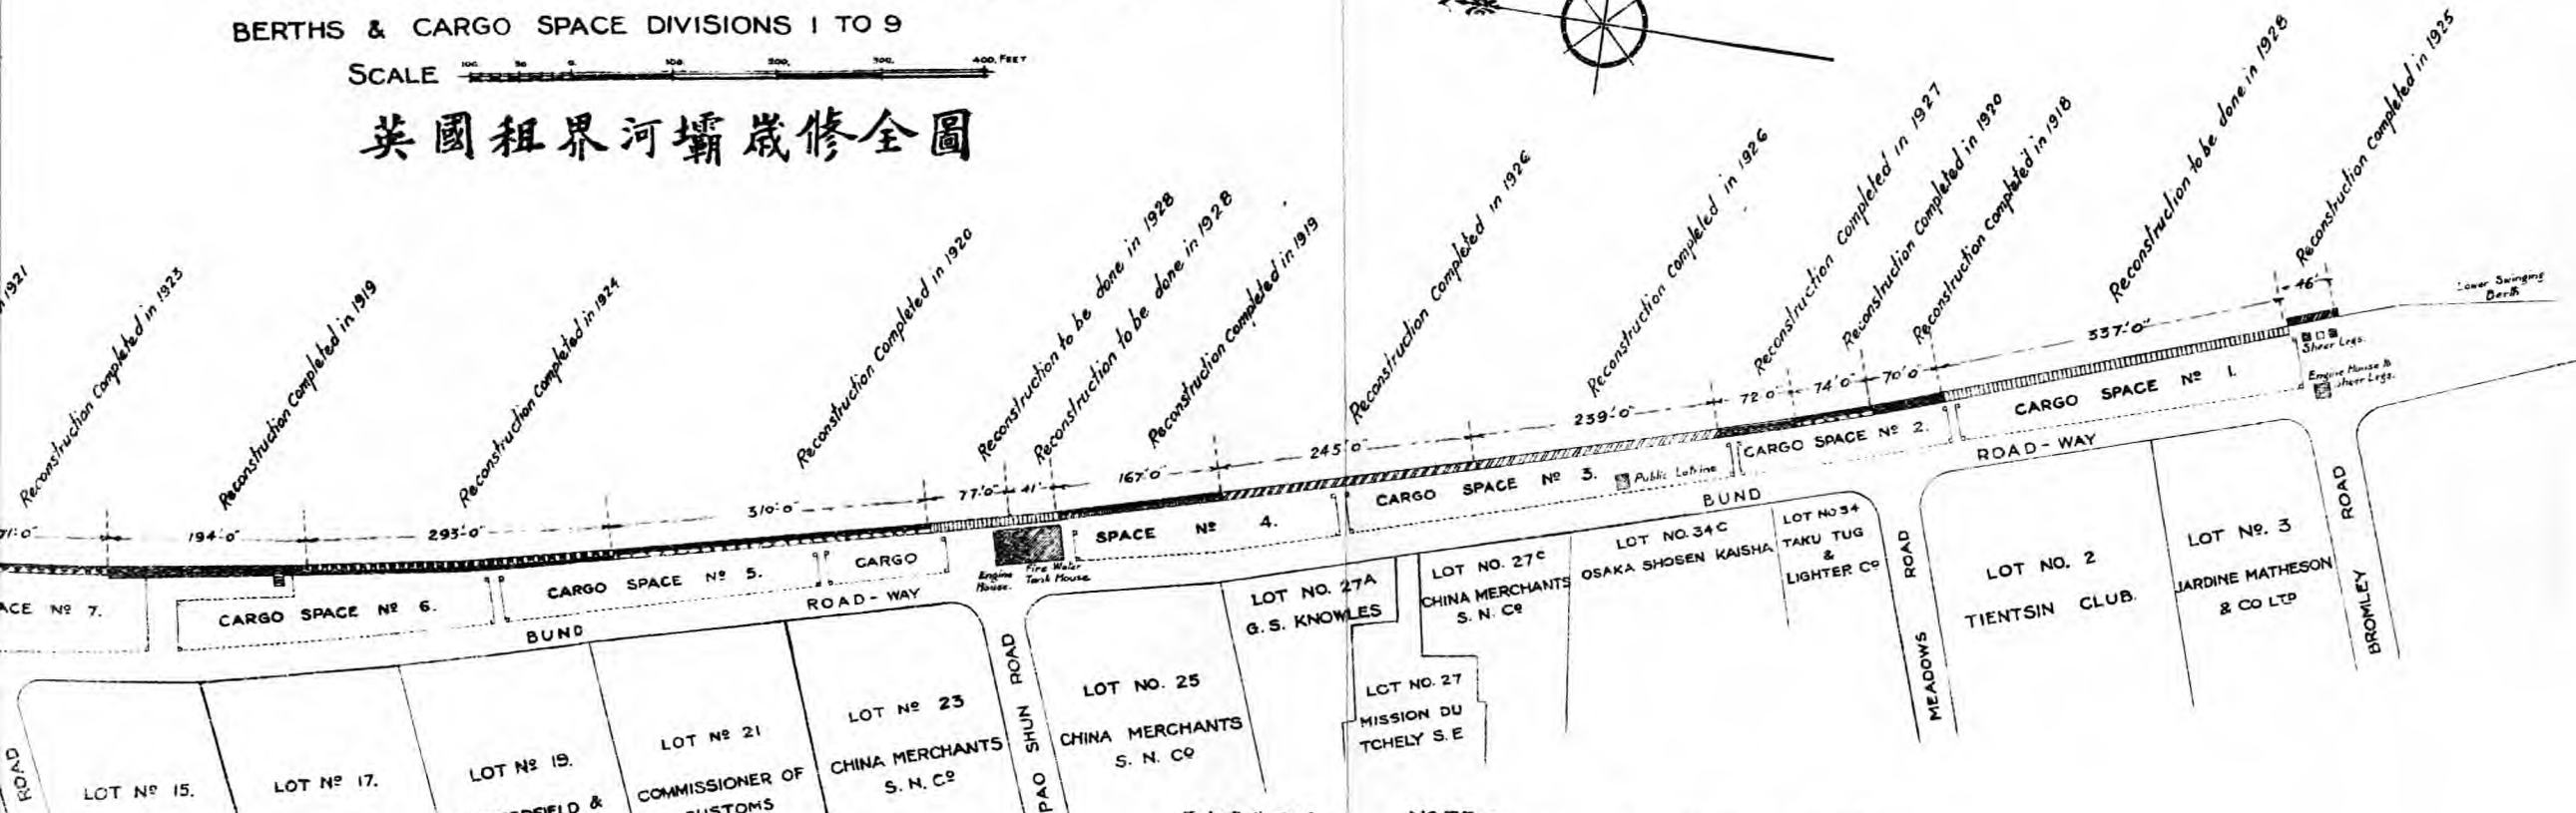 BERTHS & CARGO SPACE DIVISIONS 1 TO 9
SCALE 100. 50 0. 100. 200. 300. 400. FEET
英國租界河壩歲修全圖
1921
Reconstruction Completed in 1923
Reconstruction Completed in 1919
Reconstruction Completed in 1924
Reconstruction Completed in 1920
Reconstruction to be done in 1928
Reconstruction to be done in 1928
Reconstruction Completed in 1919
Reconstruction Completed in 1926
Reconstruction Completed in 1926
Reconstruction Completed in 1927
Reconstruction Completed in 1920
Reconstruction Completed in 1918
Reconstruction to be done in 1928
Reconstruction Completed in 1925
71'·0"
194'·0"
293'·0"
310'·0"
77'·0"
41'
167'·0"
245'·0"
239'·0"
72'·0"
74'·0"
70'·0"
337'·0"
46'
Lower Swinging
Berth
Sheer Legs.
Engine House to
Sheer Legs.
ACE Nº 7.
CARGO SPACE Nº 6.
CARGO SPACE Nº 5.
CARGO
SPACE Nº 4.
CARGO SPACE Nº 3.
Public Latrine
CARGO SPACE Nº 2.
CARGO SPACE Nº 1.
Engine
House.
Fire Water
Tank House
BUND
ROAD-WAY
BUND
ROAD-WAY
ROAD
LOT Nº 15.
LOT Nº 17.
LOT Nº 19.
RFIELD &
LOT Nº 21
COMMISSIONER OF
CUSTOMS
LOT Nº 23
CHINA MERCHANTS
S. N. Cº
PAO SHUN ROAD
LOT NO. 25
CHINA MERCHANTS
S. N. Cº
LOT NO. 27A
G. S. KNOWLES
LOT NO. 27
MISSION DU
TCHELY S.E
LOT NO. 27C
CHINA MERCHANTS
S. N. Cº
LOT NO. 34C
OSAKA SHOSEN KAISHA
LOT NO 34
TAKU TUG
&
LIGHTER Cº
MEADOWS ROAD
LOT NO. 2
TIENTSIN CLUB.
LOT Nº. 3
JARDINE MATHESON
& CO LTD
BROMLEY ROAD